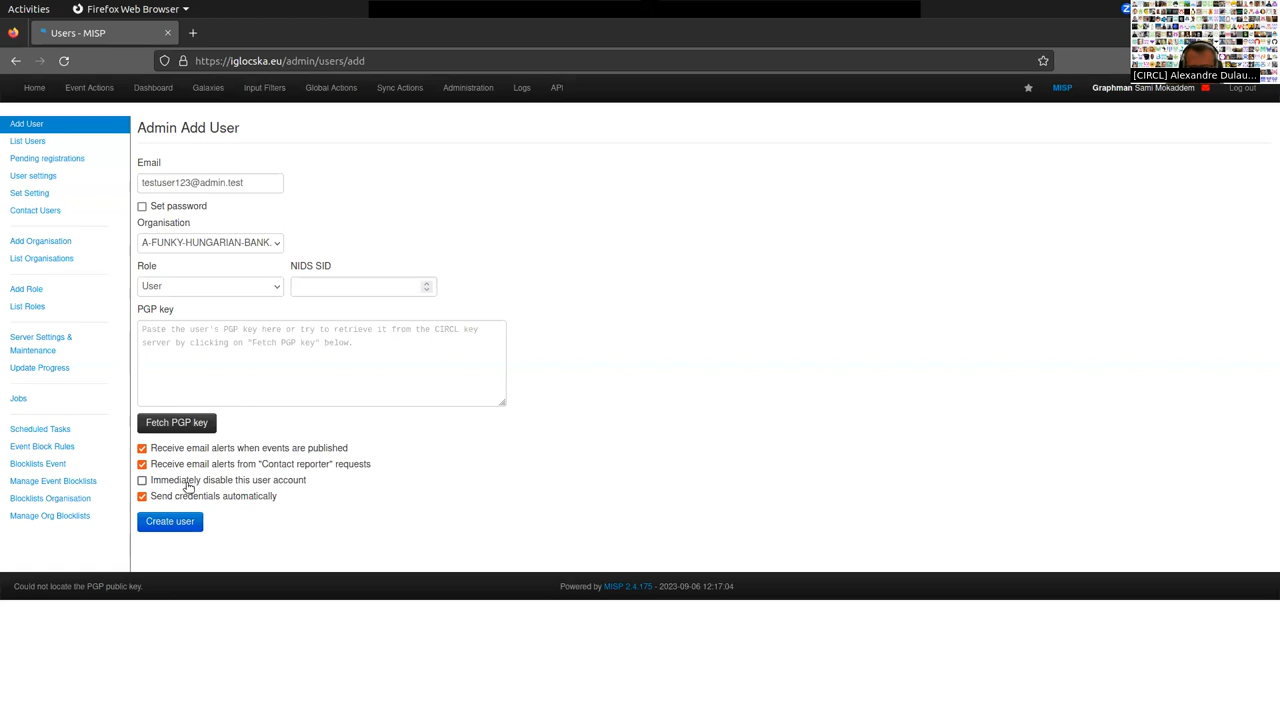 Activities
Firefox Web Browser
Users - MISP
https://iglocska.eu/admin/users/add
[CIRCL] Alexandre Dulau...
Home Event Actions Dashboard Galaxies Input Filters Global Actions Sync Actions Administration Logs API
MISP Graphman Sami Mokaddem Log out
Add User
List Users
Pending registrations
User settings
Set Setting
Contact Users
Add Organisation
List Organisations
Add Role
List Roles
Server Settings &
Maintenance
Update Progress
Jobs
Scheduled Tasks
Event Block Rules
Blocklists Event
Manage Event Blocklists
Blocklists Organisation
Manage Org Blocklists
Admin Add User
Email
testuser123@admin.test
Set password
Organisation
A-FUNKY-HUNGARIAN-BANK.
Role NIDS SID
User
PGP key
Paste the user's PGP key here or try to retrieve it from the CIRCL key
server by clicking on "Fetch PGP key" below.
Fetch PGP key
Receive email alerts when events are published
Receive email alerts from "Contact reporter" requests
Immediately disable this user account
Send credentials automatically
Create user
Could not locate the PGP public key.
Powered by MISP 2.4.175 - 2023-09-06 12:17:04